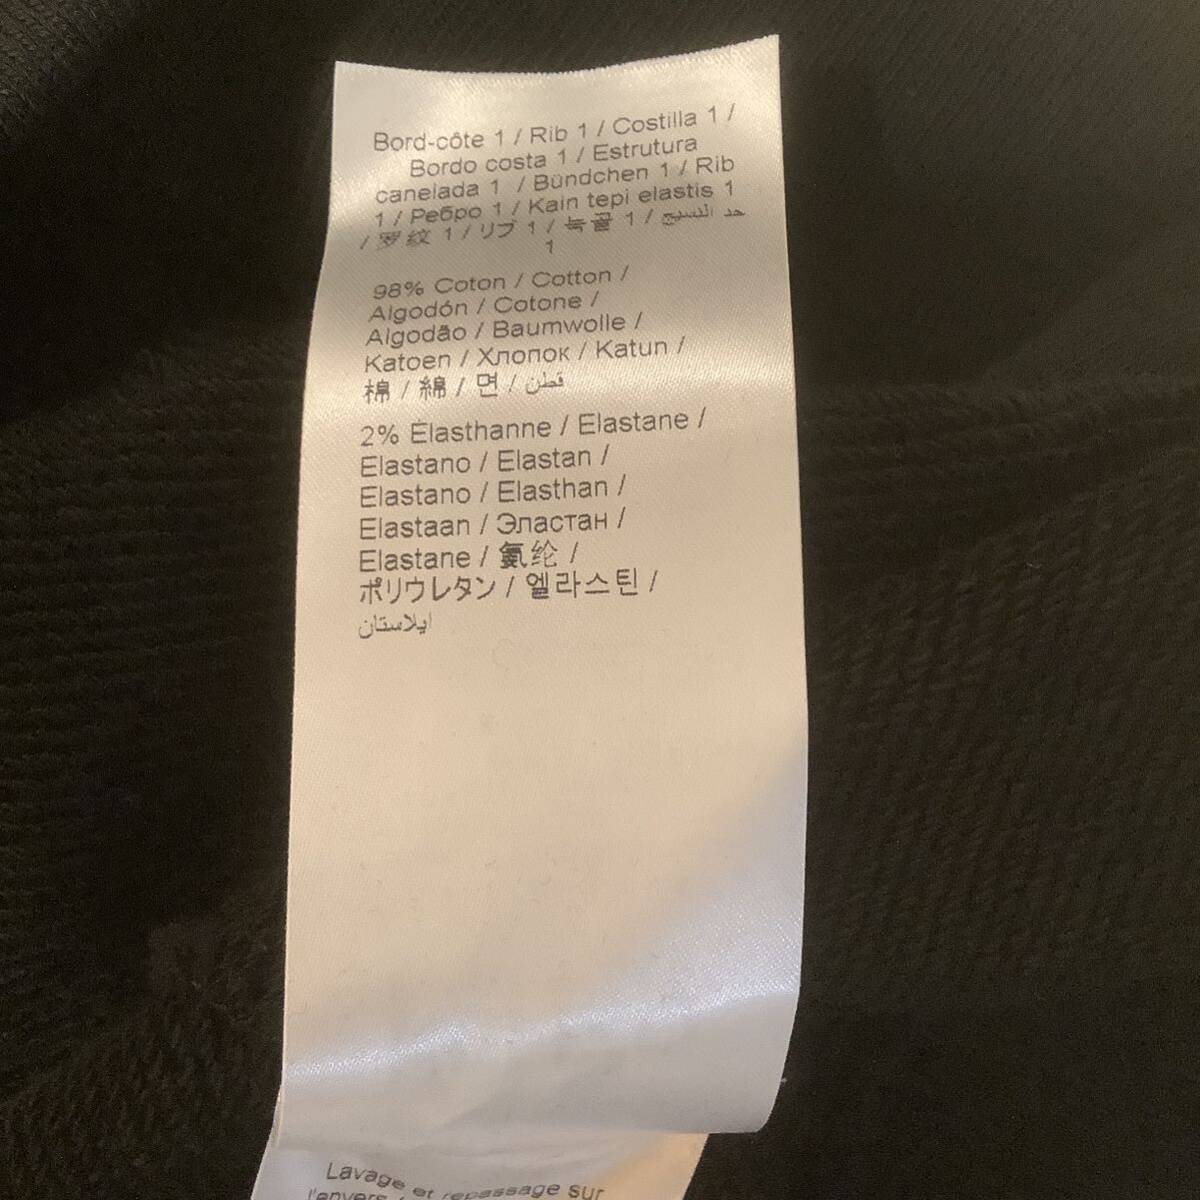 Bord-côte 1 / Rib 1 / Costilla 1 /
Bordo costa 1 / Estrutura
canelada 1 / Bündchen 1 / Rib
1 / Ребро 1 / Kain tepi elastis 1
/ 罗纹 1 / リブ 1 / 늑골 1 / حد النسيج
1
98% Coton / Cotton /
Algodón / Cotone /
Algodão / Baumwolle /
Katoen / Хлопок / Katun /
棉 / 綿 / 면 / قطن
2% Élasthanne / Elastane /
Elastano / Elastan /
Elastano / Elasthan /
Elastaan / Эластан /
Elastane / 氨纶 /
ポリウレタン / 엘라스틴 /
ايلاستان
Lavage et repassage sur
l'envers /